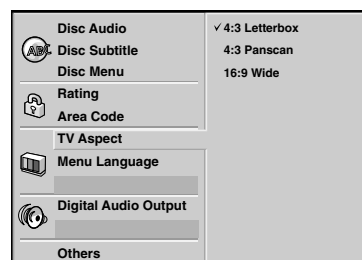 Disc Audio
Disc Subtitle
Disc Menu
Rating
Area Code
TV Aspect
Menu Language
Digital Audio Output
Others
✓ 4:3 Letterbox
4:3 Panscan
16:9 Wide
ABC